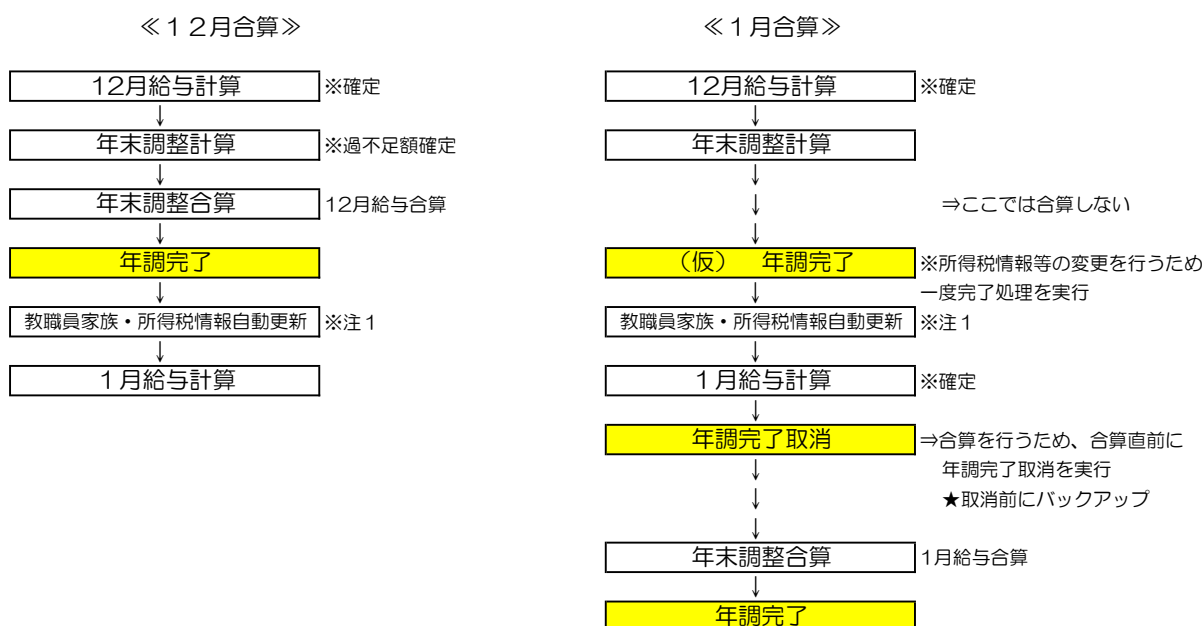 ≪１２月合算≫
12月給与計算 ※確定
↓
年末調整計算 ※過不足額確定
↓
年末調整合算 12月給与合算
↓
年調完了
↓
教職員家族・所得税情報自動更新 ※注１
↓
１月給与計算
≪１月合算≫
12月給与計算 ※確定
↓
年末調整計算
↓
↓ ⇒ここでは合算しない
↓
（仮）　年調完了 ※所得税情報等の変更を行うため
↓ 一度完了処理を実行
教職員家族・所得税情報自動更新 ※注１
↓
１月給与計算 ※確定
↓
年調完了取消 ⇒合算を行うため、合算直前に
↓ 年調完了取消を実行
↓ ★取消前にバックアップ
↓
年末調整合算 1月給与合算
↓
年調完了